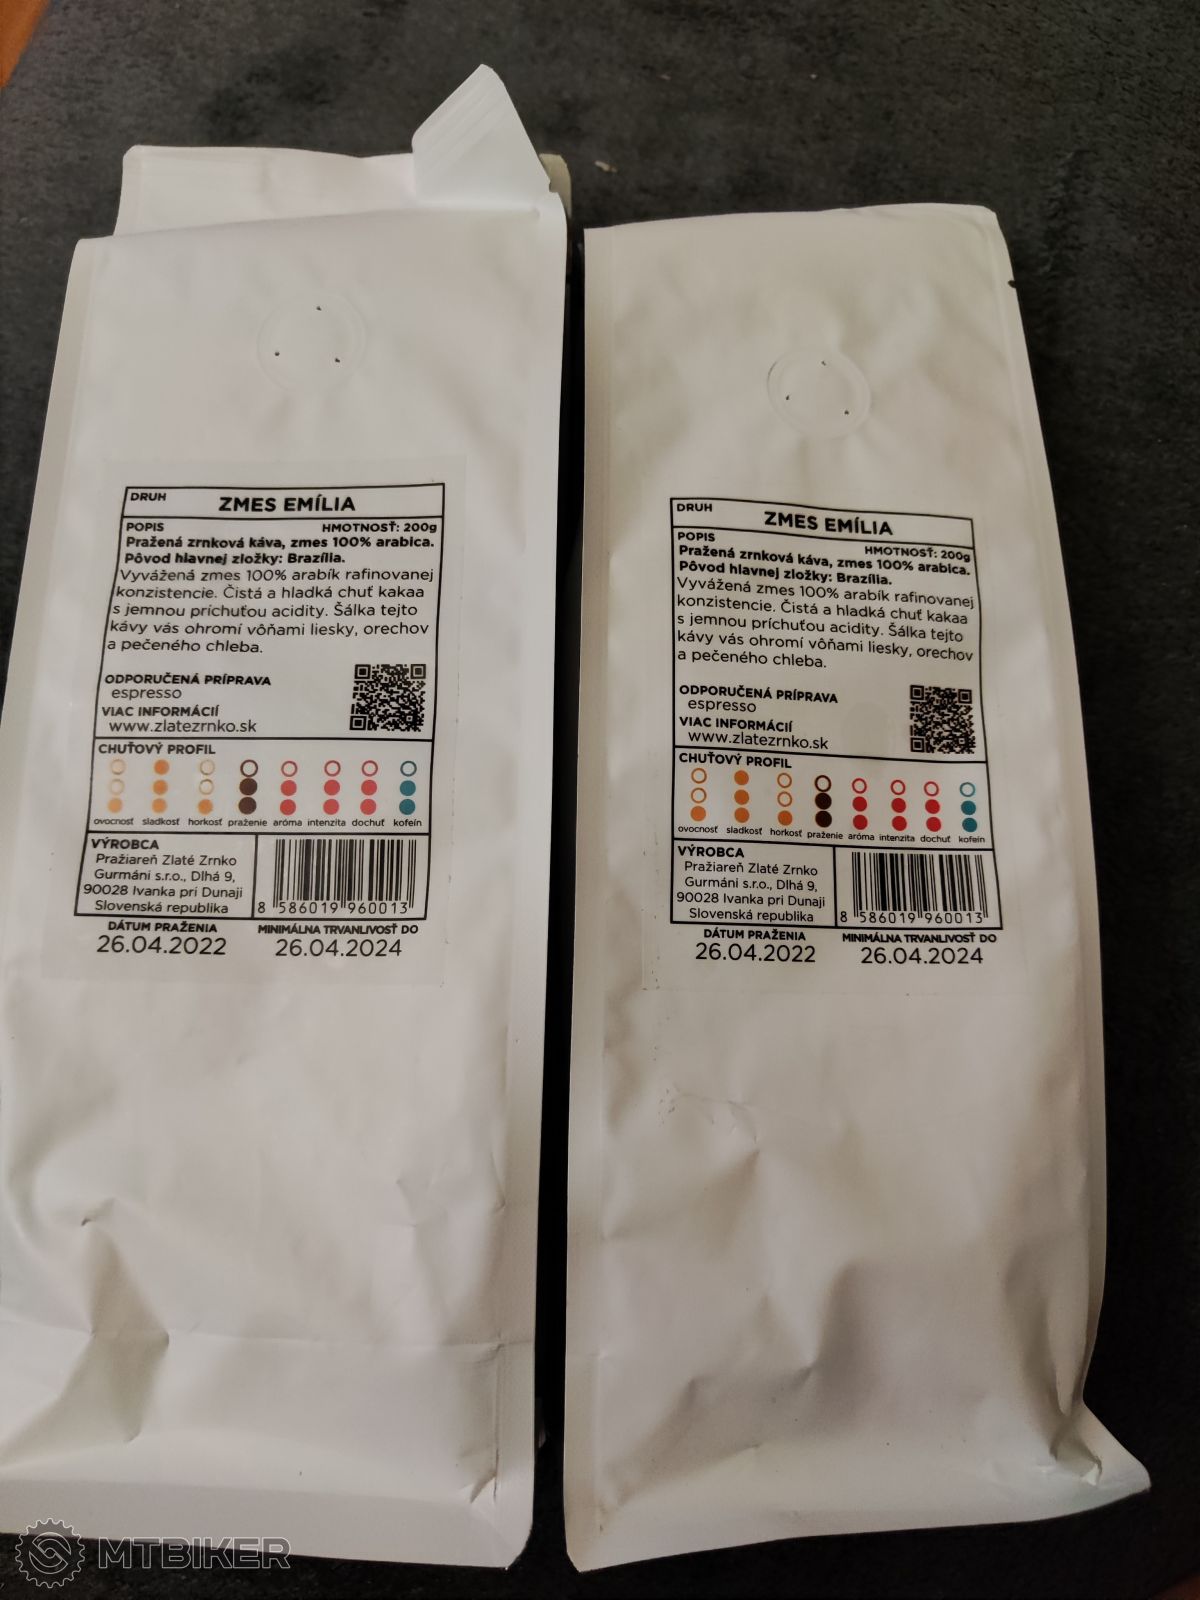 DRUH ZMES EMÍLIA
POPIS HMOTNOSŤ: 200g
Pražená zrnková káva, zmes 100% arabica.
Pôvod hlavnej zložky: Brazília.
Vyvážená zmes 100% arabík rafinovanej
konzistencie. Čistá a hladká chuť kakaa
s jemnou príchuťou acidity. Šálka tejto
kávy vás ohromí vôňami liesky, orechov
a pečeného chleba.
ODPORUČENÁ PRÍPRAVA
espresso
VIAC INFORMÁCIÍ
www.zlatezrnko.sk
CHUŤOVÝ PROFIL
ovocnosť sladkosť horkosť praženie aróma intenzita dochuť kofeín
VÝROBCA
Pražiareň Zlaté Zrnko
Gurmáni s.r.o., Dlhá 9,
90028 Ivanka pri Dunaji
Slovenská republika
8 586019 960013
DÁTUM PRAŽENIA
26.04.2022
MINIMÁLNA TRVANLIVOSŤ DO
26.04.2024
DRUH ZMES EMÍLIA
POPIS HMOTNOSŤ: 200g
Pražená zrnková káva, zmes 100% arabica.
Pôvod hlavnej zložky: Brazília.
Vyvážená zmes 100% arabík rafinovanej
konzistencie. Čistá a hladká chuť kakaa
s jemnou príchuťou acidity. Šálka tejto
kávy vás ohromí vôňami liesky, orechov
a pečeného chleba.
ODPORUČENÁ PRÍPRAVA
espresso
VIAC INFORMÁCIÍ
www.zlatezrnko.sk
CHUŤOVÝ PROFIL
ovocnosť sladkosť horkosť praženie aróma intenzita dochuť kofeín
VÝROBCA
Pražiareň Zlaté Zrnko
Gurmáni s.r.o., Dlhá 9,
90028 Ivanka pri Dunaji
Slovenská republika
8 586019 960013
DÁTUM PRAŽENIA
26.04.2022
MINIMÁLNA TRVANLIVOSŤ DO
26.04.2024
MTBIKER